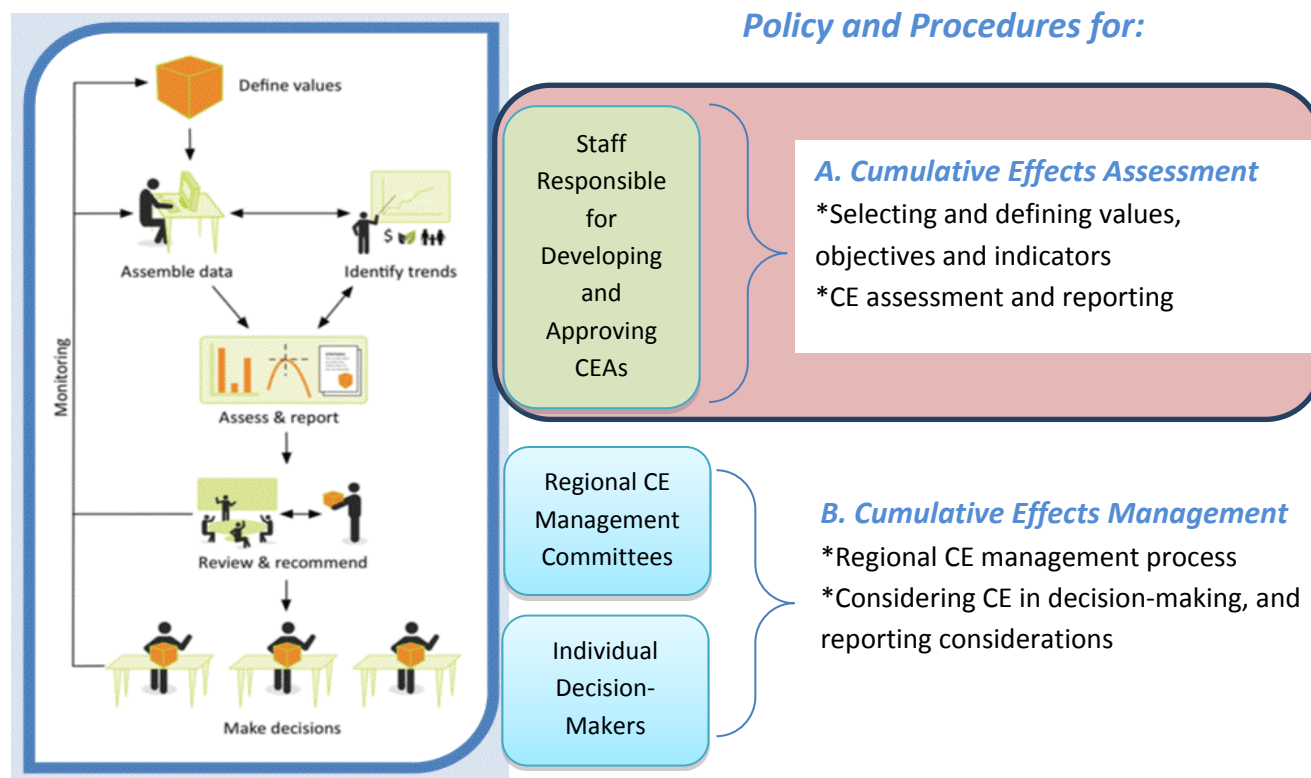 Policy and Procedures for:
Define values
Assemble data
Identify trends
$
Monitoring
Assess & report
Review & recommend
Make decisions
Staff
Responsible
for
Developing
and
Approving
CEAs
A. Cumulative Effects Assessment
*Selecting and defining values,
objectives and indicators
*CE assessment and reporting
Regional CE
Management
Committees
Individual
Decision-
Makers
B. Cumulative Effects Management
*Regional CE management process
*Considering CE in decision-making, and
reporting considerations